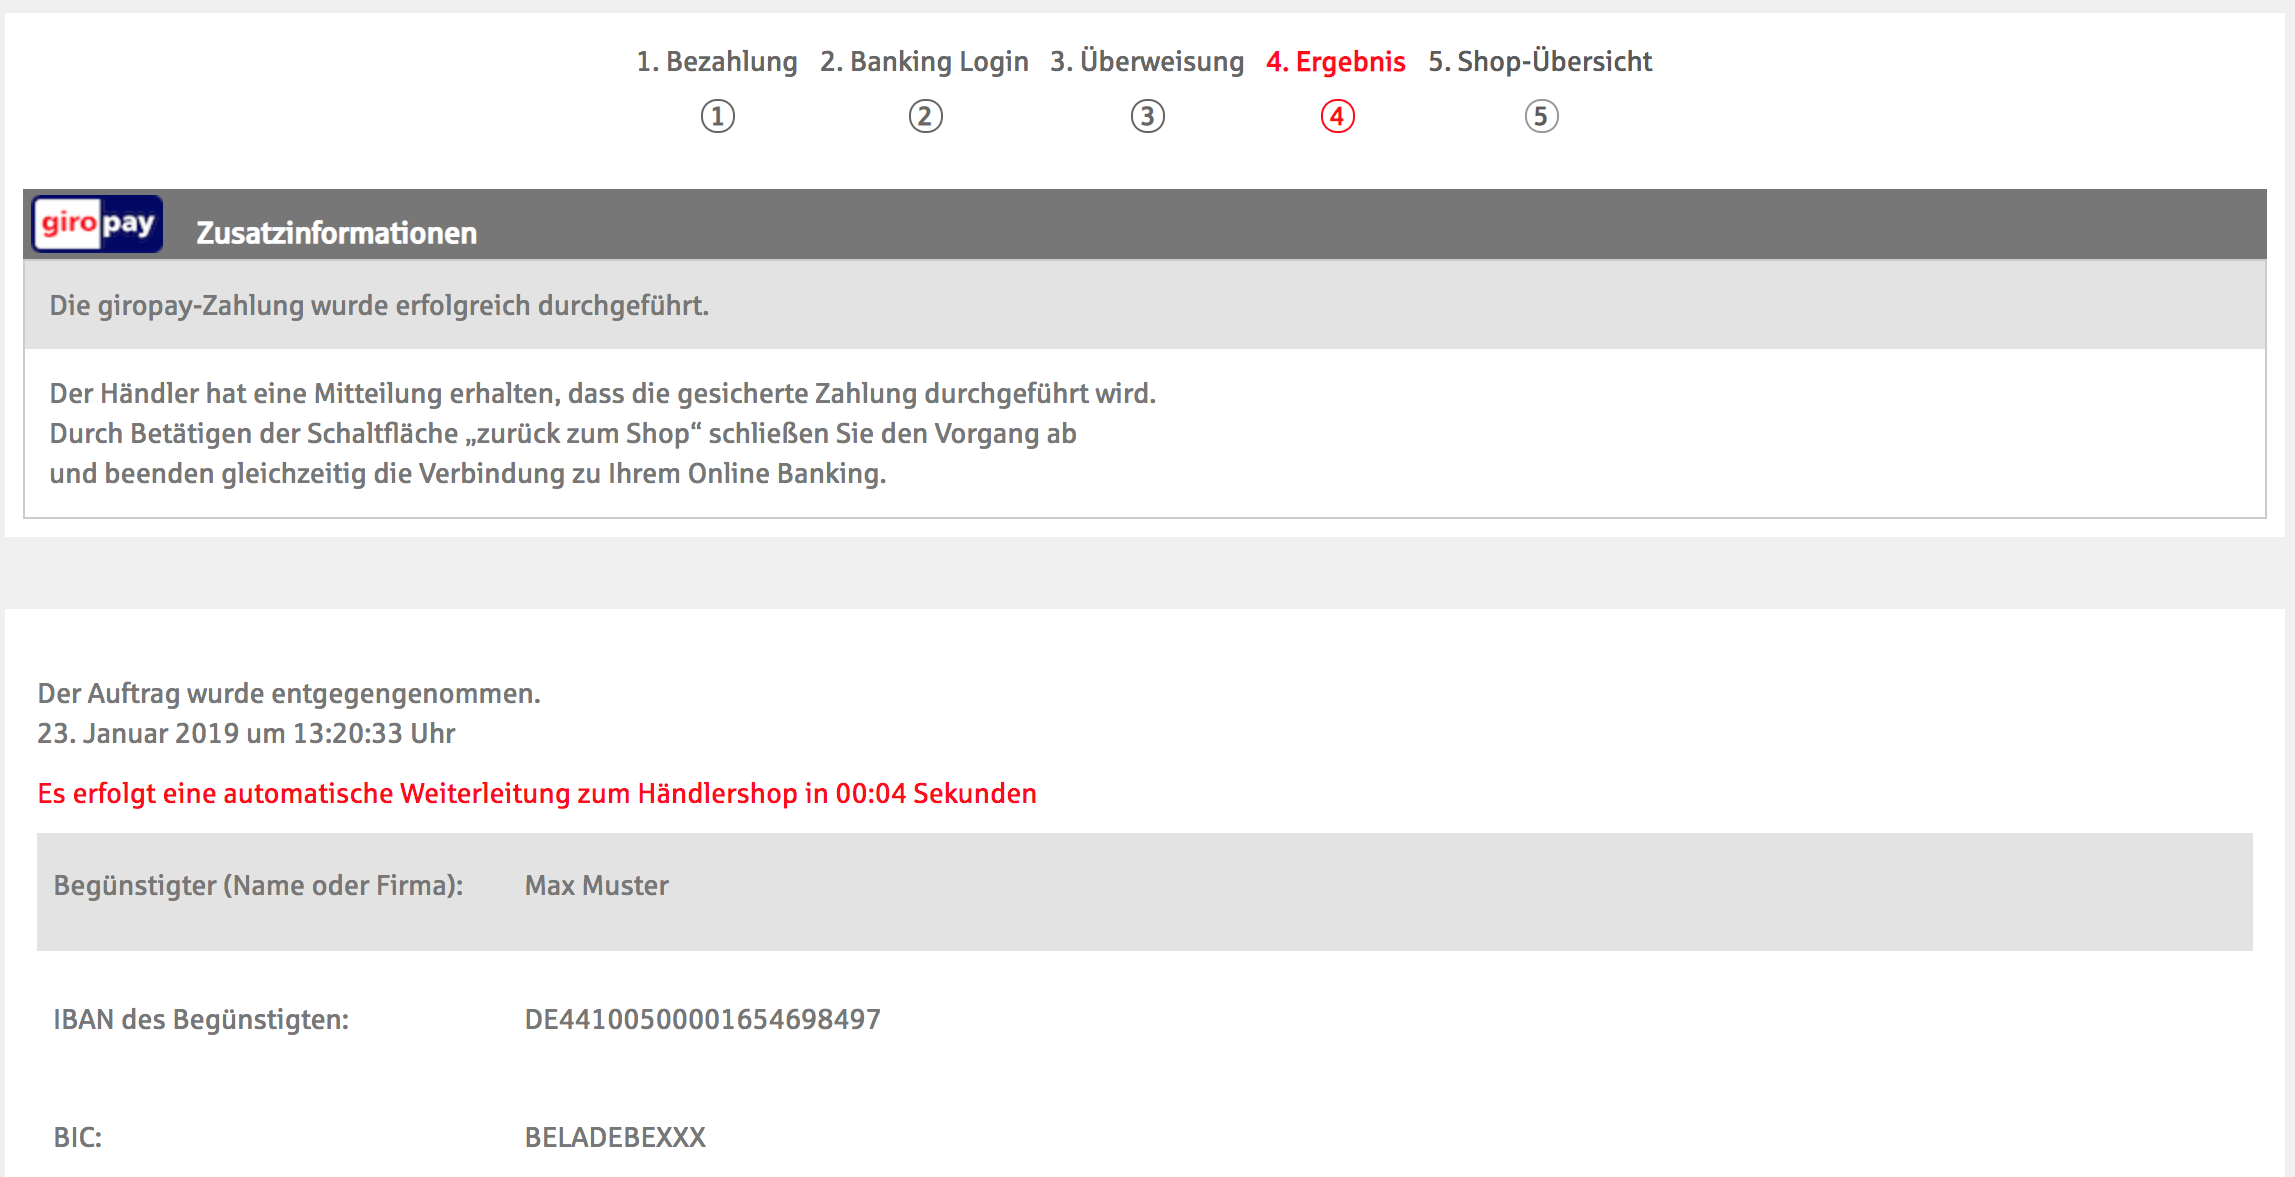 1. Bezahlung 2. Banking Login 3. Überweisung 4. Ergebnis 5. Shop-Übersicht
1 2 3 4 5
giropay Zusatzinformationen
Die giropay-Zahlung wurde erfolgreich durchgeführt.
Der Händler hat eine Mitteilung erhalten, dass die gesicherte Zahlung durchgeführt wird.
Durch Betätigen der Schaltfläche „zurück zum Shop“ schließen Sie den Vorgang ab
und beenden gleichzeitig die Verbindung zu Ihrem Online Banking.
Der Auftrag wurde entgegengenommen.
23. Januar 2019 um 13:20:33 Uhr
Es erfolgt eine automatische Weiterleitung zum Händlershop in 00:04 Sekunden
Begünstigter (Name oder Firma): Max Muster
IBAN des Begünstigten: DE44100500001654698497
BIC: BELADEBEXXX